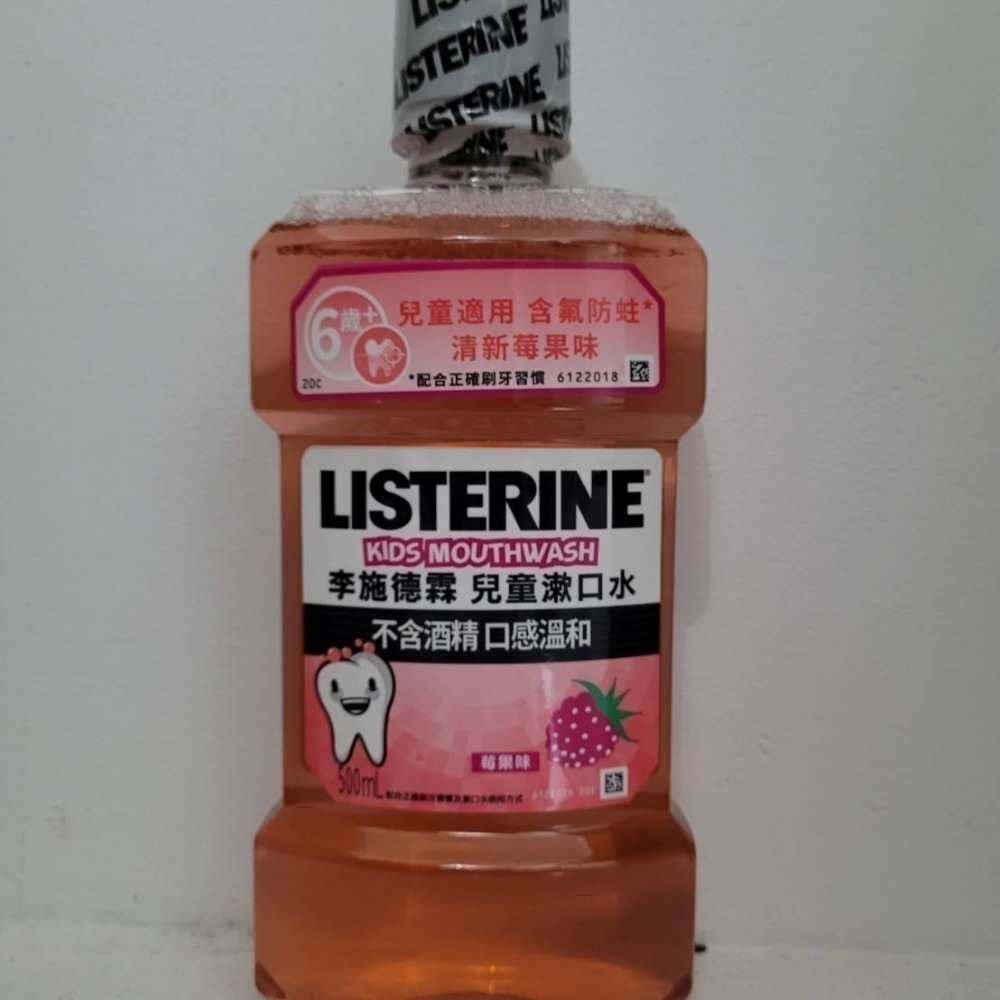 LISTERINE
LISTERINE
6歲+
兒童適用 含氟防蛀*
清新莓果味
2DC
*配合正確刷牙習慣 6122018
LISTERINE®
KIDS MOUTHWASH
李施德霖 兒童漱口水
不含酒精 口感溫和
莓果味
500mL